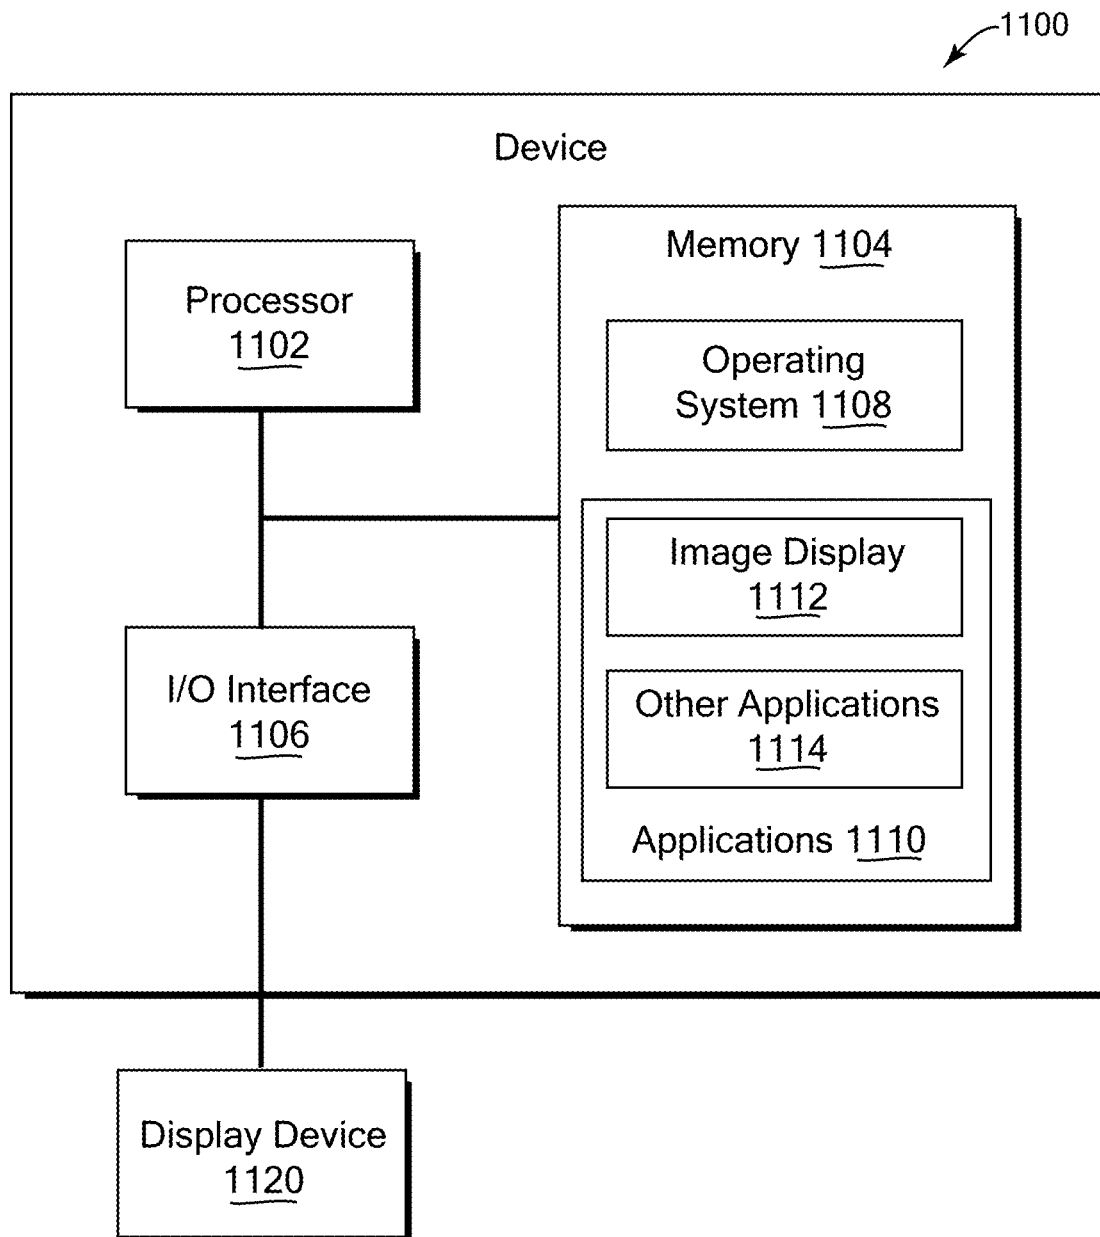 1100
Device
Processor
1102
Memory 1104
Operating
System 1108
Image Display
1112
I/O Interface
1106
Other Applications
1114
Applications 1110
Display Device
1120